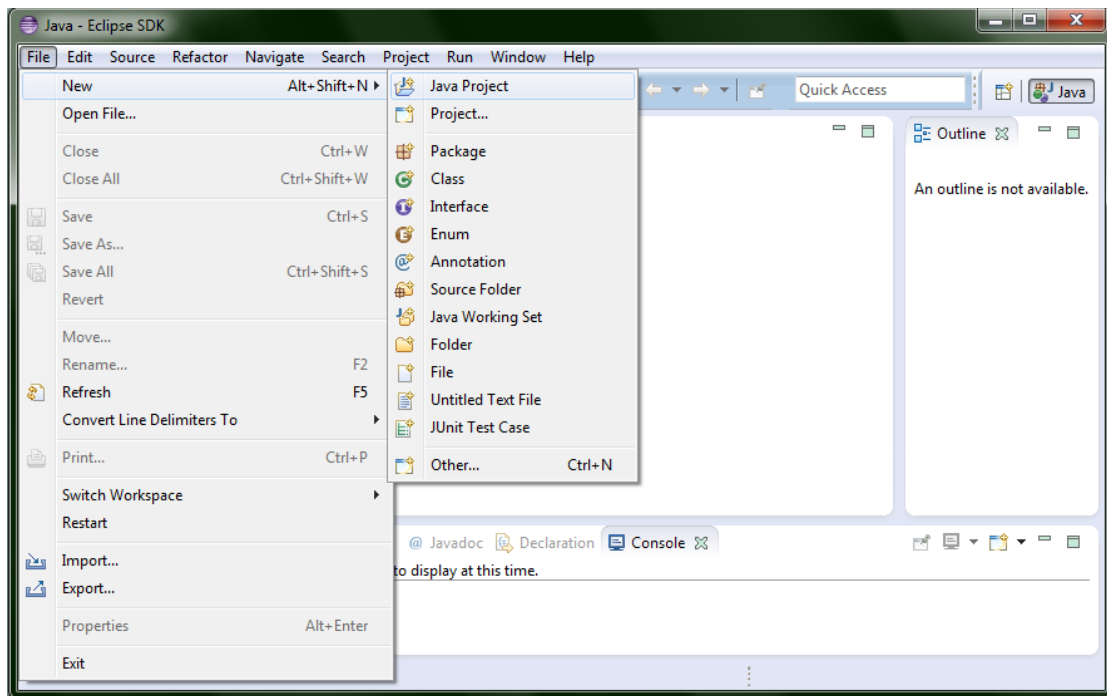 Java - Eclipse SDK
File Edit Source Refactor Navigate Search Project Run Window Help
New Alt+Shift+N
Open File...
Close Ctrl+W
Close All Ctrl+Shift+W
Save Ctrl+S
Save As...
Save All Ctrl+Shift+S
Revert
Move...
Rename... F2
Refresh F5
Convert Line Delimiters To
Print... Ctrl+P
Switch Workspace
Restart
Import...
Export...
Properties Alt+Enter
Exit
Java Project
Project...
Package
Class
Interface
Enum
Annotation
Source Folder
Java Working Set
Folder
File
Untitled Text File
JUnit Test Case
Other... Ctrl+N
Quick Access
Java
Outline
An outline is not available.
@ Javadoc Declaration Console
to display at this time.